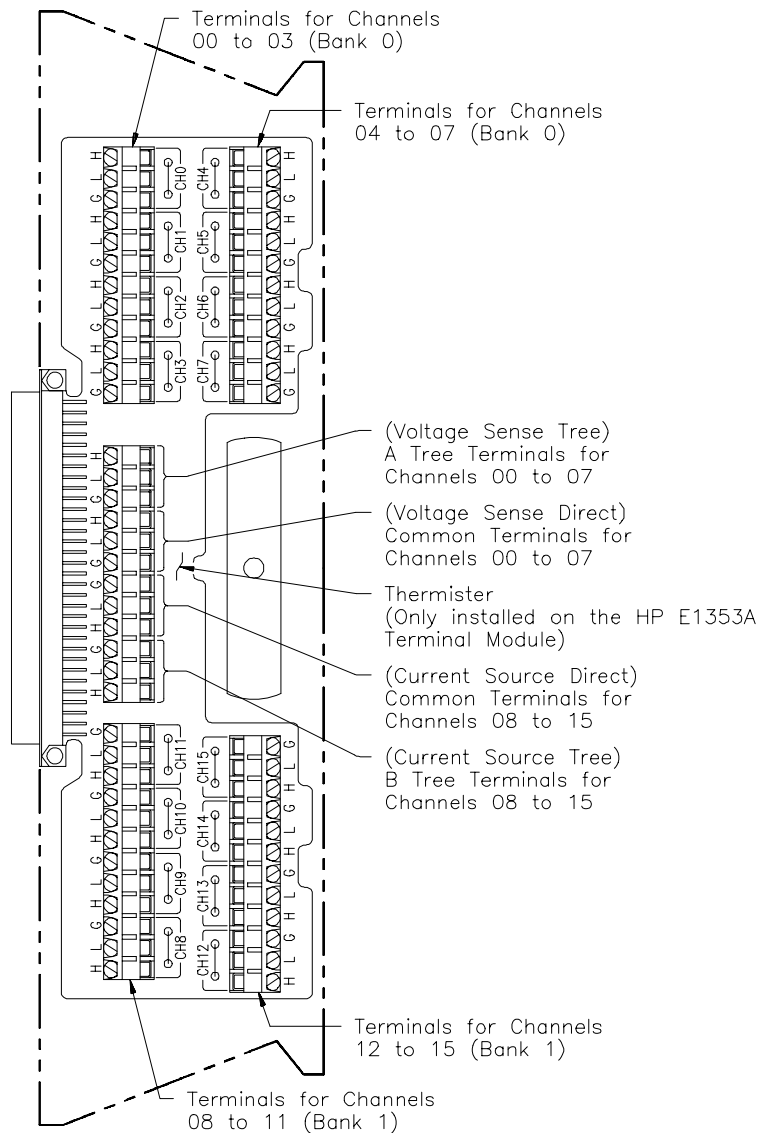 Terminals for Channels
00 to 03 (Bank 0)
Terminals for Channels
04 to 07 (Bank 0)
H
L
G
H
L
G
H
L
G
H
L
G
CH0
CH1
CH2
CH3
CH4
CH5
CH6
CH7
H
L
G
H
L
G
H
L
G
H
L
G
H
L
G
H
L
G
G
L
H
G
L
H
(Voltage Sense Tree)
A Tree Terminals for
Channels 00 to 07
(Voltage Sense Direct)
Common Terminals for
Channels 00 to 07
Thermister
(Only installed on the HP E1353A
Terminal Module)
(Current Source Direct)
Common Terminals for
Channels 08 to 15
(Current Source Tree)
B Tree Terminals for
Channels 08 to 15
G
L
H
G
L
H
G
L
H
G
L
H
CH11
CH10
CH9
CH8
CH15
CH14
CH13
CH12
G
L
H
G
L
H
G
L
H
G
L
H
Terminals for Channels
12 to 15 (Bank 1)
Terminals for Channels
08 to 11 (Bank 1)